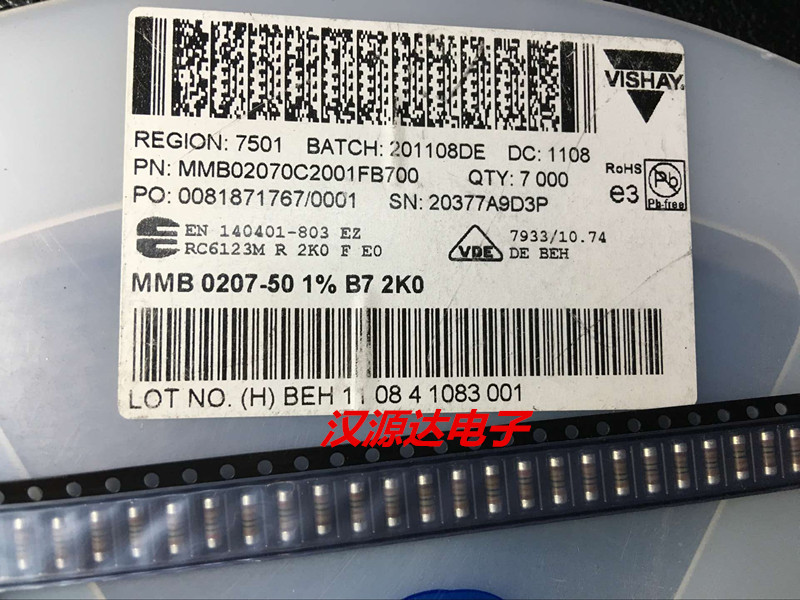 VISHAY
REGION: 7501 BATCH: 201108DE DC: 1108
PN: MMB02070C2001FB700 QTY: 7 000
RoHS
e3
Pb
Pb-free
PO: 0081871767/0001 SN: 20377A9D3P
EN 140401-803 EZ
RC6123M R 2K0 F E0
VDE
7933/10.74
DE BEH
MMB 0207-50 1% B7 2K0
LOT NO. (H) BEH 11 08 4 1083 001
汉源达电子